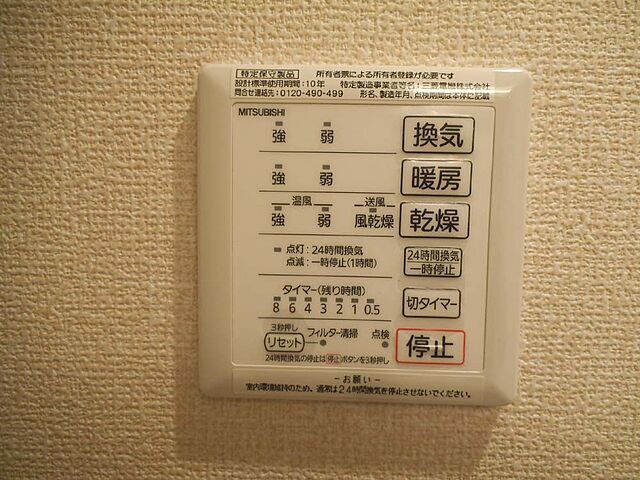 特定保守製品 所有者票による所有者登録が必要です
設計標準使用期間:10年 特定製造事業者等名:三菱電機株式会社
問合せ連絡先:0120-490-499 形名、製造年月、点検期間は本体に記載
MITSUBISHI
強 弱 換気
強 弱 暖房
温風 送風
強 弱 風乾燥 乾燥
点灯:24時間換気
点滅:一時停止(1時間)
24時間換気
一時停止
タイマー(残り時間)
8 6 4 3 2 1 0.5
切タイマー
3秒押し
リセット フィルター清掃 点検
停止
24時間換気の停止は停止ボタンを3秒押し
お願い
室内環境維持のため、通常は24時間換気を停止させないでください。